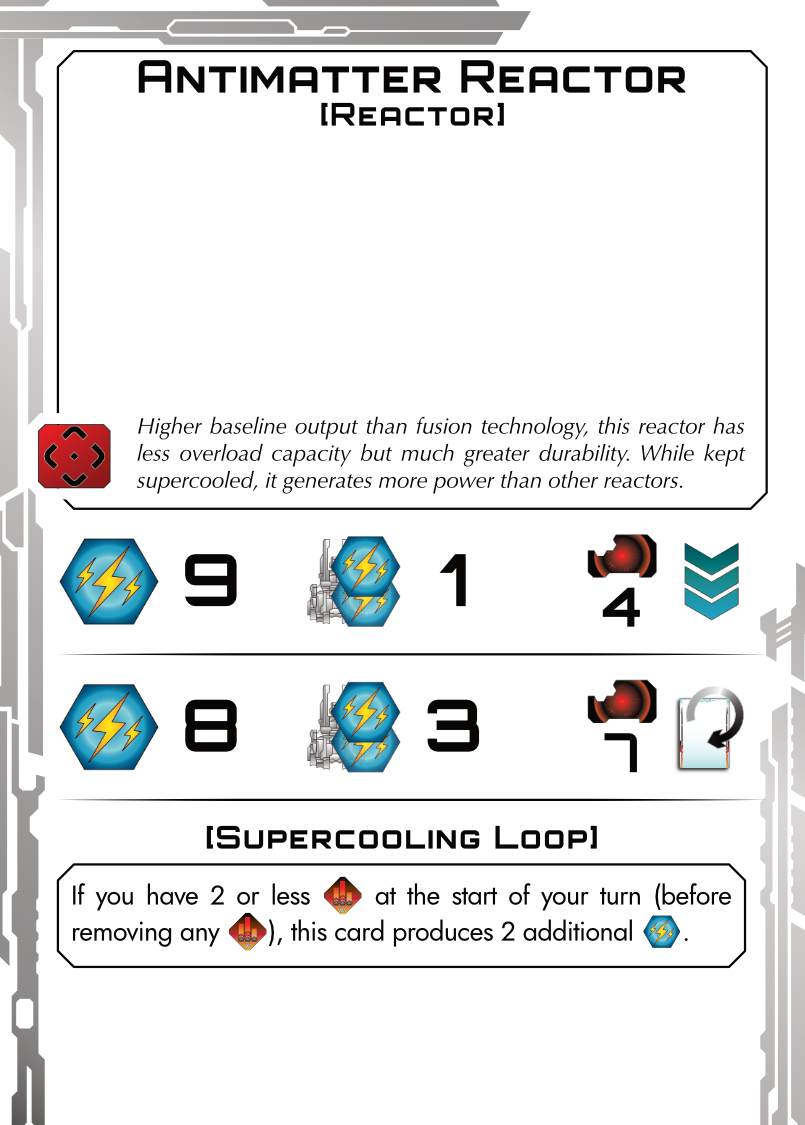 Antimatter Reactor
[Reactor]
Higher baseline output than fusion technology, this reactor has
less overload capacity but much greater durability. While kept
supercooled, it generates more power than other reactors.
9 1 4
8 3 7
[Supercooling Loop]
If you have 2 or less at the start of your turn (before
removing any ), this card produces 2 additional .